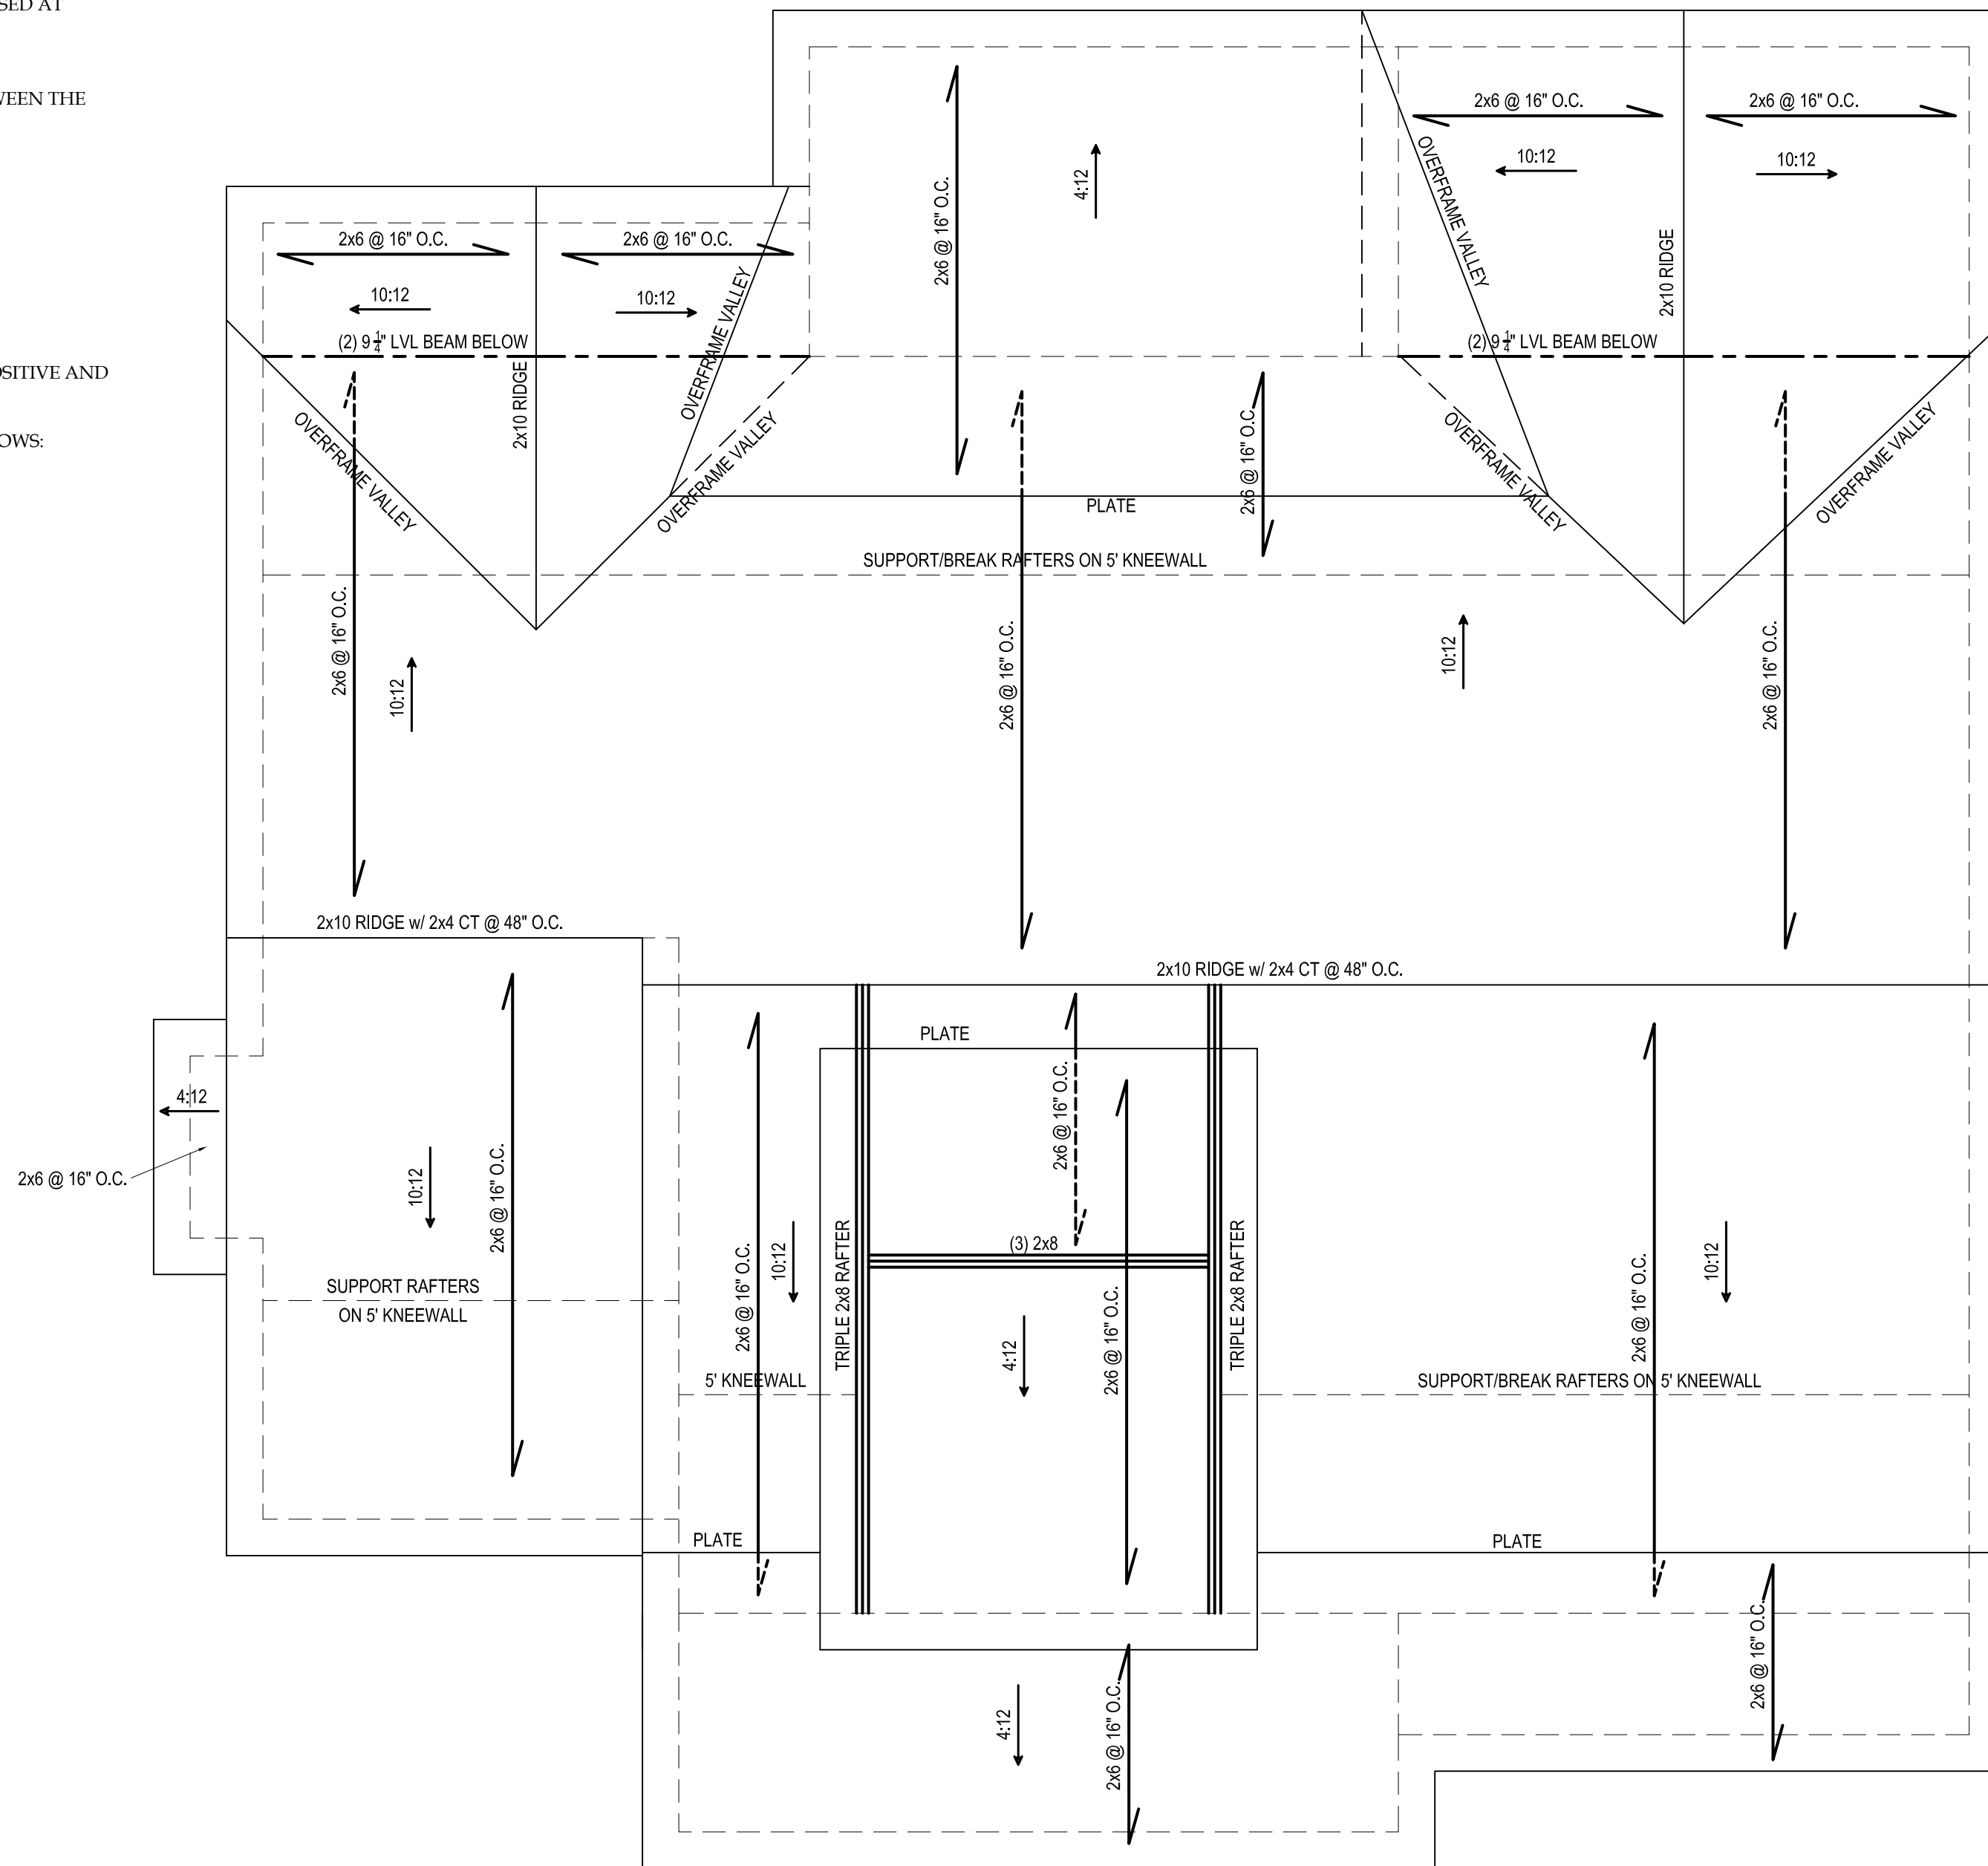 SED AT
WEEN THE
OSITIVE AND
OWS:
2x6 @ 16" O.C.
2x6 @ 16" O.C.
10:12
10:12
OVERFRAME VALLEY
2x10 RIDGE
2x6 @ 16" O.C.
4:12
2x6 @ 16" O.C.
2x6 @ 16" O.C.
10:12
10:12
(2) 9 1/4" LVL BEAM BELOW
(2) 9 1/4" LVL BEAM BELOW
2x10 RIDGE
OVERFRAME VALLEY
OVERFRAME VALLEY
OVERFRAME VALLEY
OVERFRAME VALLEY
OVERFRAME VALLEY
2x6 @ 16" O.C.
PLATE
SUPPORT/BREAK RAFTERS ON 5' KNEEWALL
2x6 @ 16" O.C.
10:12
2x6 @ 16" O.C.
10:12
2x6 @ 16" O.C.
2x10 RIDGE w/ 2x4 CT @ 48" O.C.
2x10 RIDGE w/ 2x4 CT @ 48" O.C.
PLATE
4:12
2x6 @ 16" O.C.
10:12
2x6 @ 16" O.C.
2x6 @ 16" O.C.
(3) 2x8
2x6 @ 16" O.C.
10:12
TRIPLE 2x8 RAFTER
4:12
2x6 @ 16" O.C.
TRIPLE 2x8 RAFTER
2x6 @ 16" O.C.
10:12
SUPPORT RAFTERS
ON 5' KNEEWALL
5' KNEEWALL
SUPPORT/BREAK RAFTERS ON 5' KNEEWALL
PLATE
PLATE
4:12
2x6 @ 16" O.C.
2x6 @ 16" O.C.